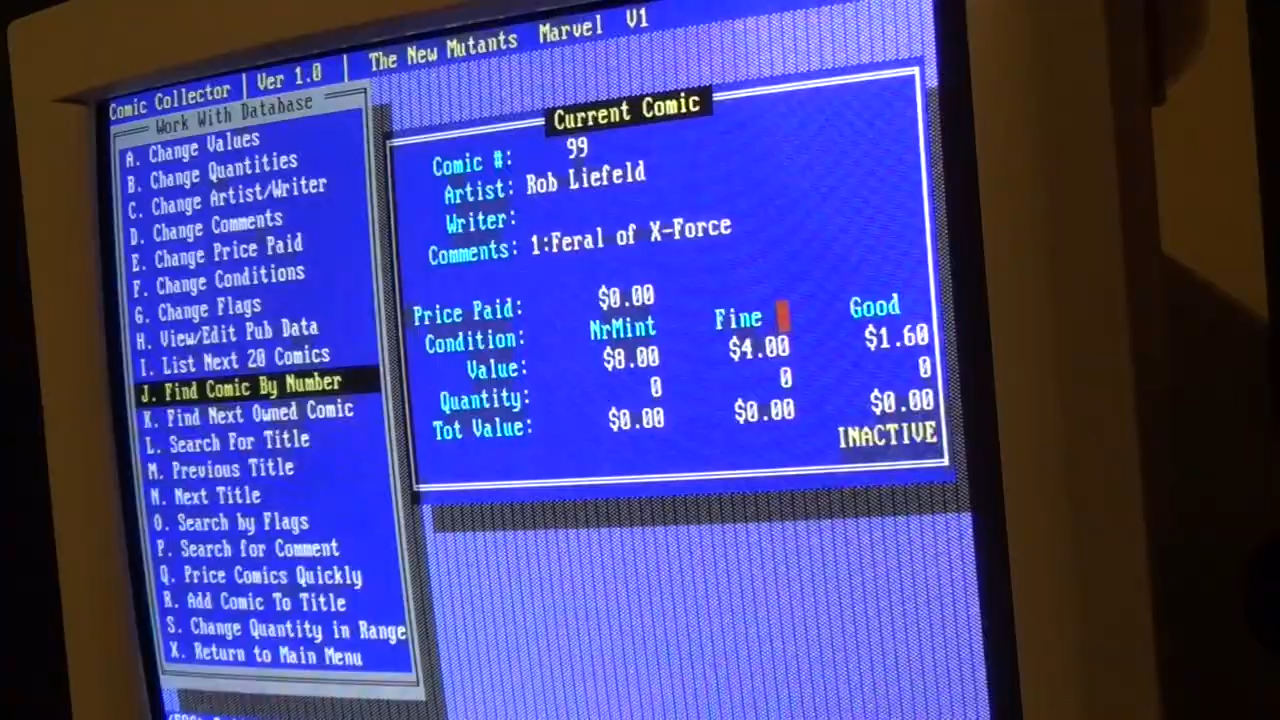 Comic Collector | Ver 1.0 | The New Mutants Marvel V1
Work With Database
A. Change Values
B. Change Quantities
C. Change Artist/Writer
D. Change Comments
E. Change Price Paid
F. Change Conditions
G. Change Flags
H. View/Edit Pub Data
I. List Next 20 Comics
J. Find Comic By Number
K. Find Next Owned Comic
L. Search For Title
M. Previous Title
N. Next Title
O. Search by Flags
P. Search for Comment
Q. Price Comics Quickly
R. Add Comic To Title
S. Change Quantity in Range
X. Return to Main Menu
Current Comic
Comic #: 99
Artist: Rob Liefeld
Writer:
Comments: 1:Feral of X-Force
Price Paid: $0.00
Condition: NrMint Fine Good
Value: $8.00 $4.00 $1.60
Quantity: 0 0 0
Tot Value: $0.00 $0.00 $0.00
INACTIVE